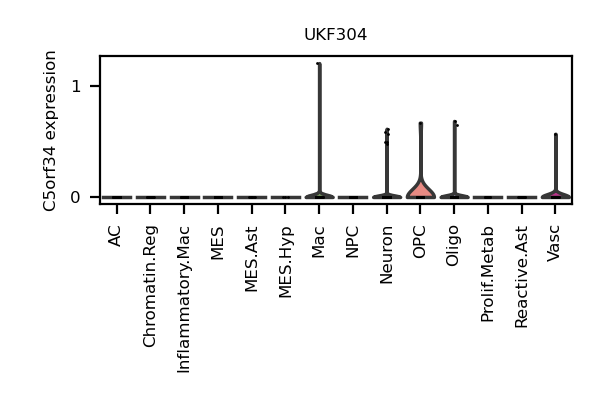 UKF304
C5orf34 expression
1
0
AC
Chromatin.Reg
Inflammatory.Mac
MES
MES.Ast
MES.Hyp
Mac
NPC
Neuron
OPC
Oligo
Prolif.Metab
Reactive.Ast
Vasc